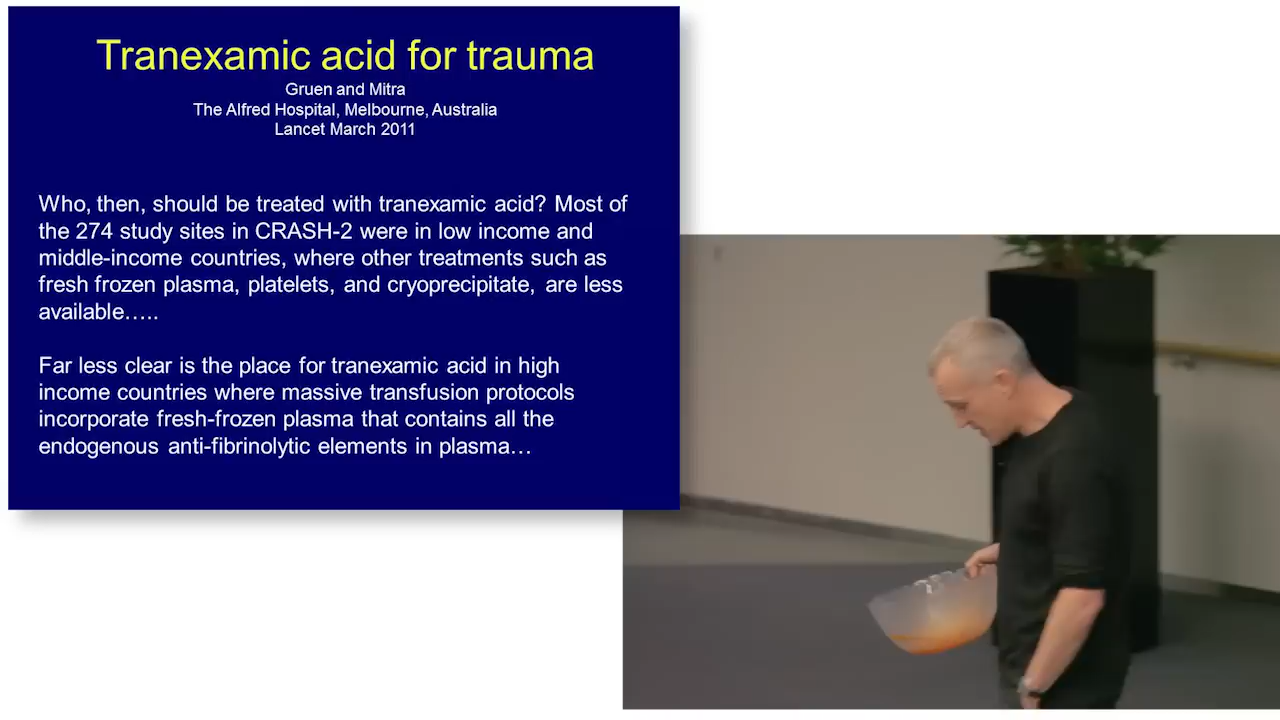 Tranexamic acid for trauma
Gruen and Mitra
The Alfred Hospital, Melbourne, Australia
Lancet March 2011
Who, then, should be treated with tranexamic acid? Most of
the 274 study sites in CRASH-2 were in low income and
middle-income countries, where other treatments such as
fresh frozen plasma, platelets, and cryoprecipitate, are less
available…..
Far less clear is the place for tranexamic acid in high
income countries where massive transfusion protocols
incorporate fresh-frozen plasma that contains all the
endogenous anti-fibrinolytic elements in plasma…